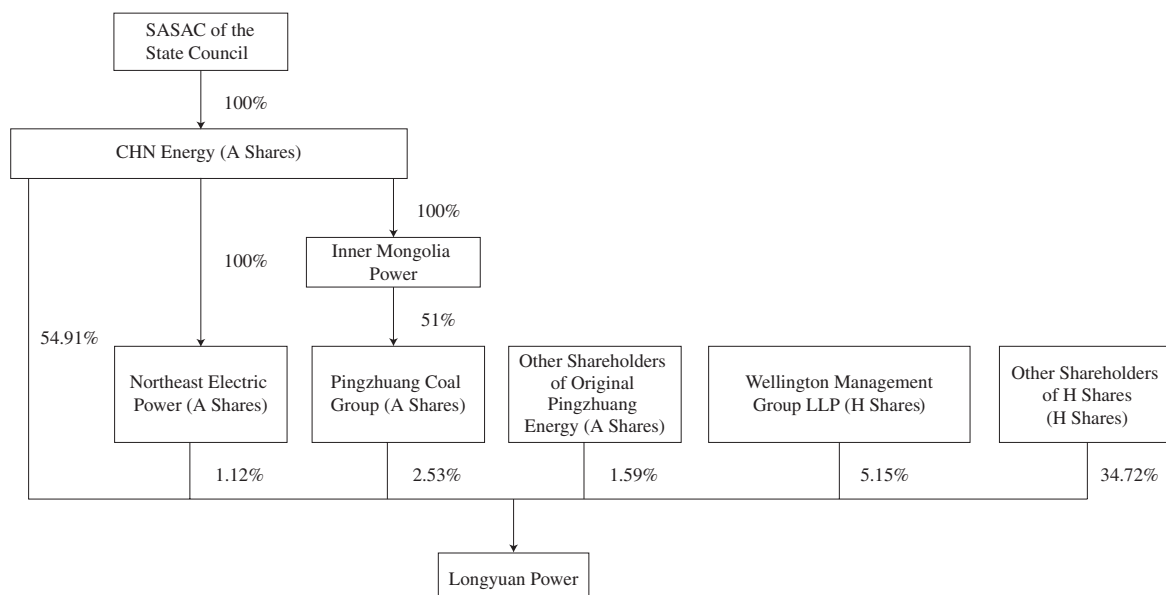 SASAC of the
State Council
100%
CHN Energy (A Shares)
100%
Inner Mongolia
Power
100%
51%
54.91%
Northeast Electric
Power (A Shares)
Pingzhuang Coal
Group (A Shares)
Other Shareholders
of Original
Pingzhuang
Energy (A Shares)
Wellington Management
Group LLP (H Shares)
Other Shareholders
of H Shares
(H Shares)
1.12%
2.53%
1.59%
5.15%
34.72%
Longyuan Power